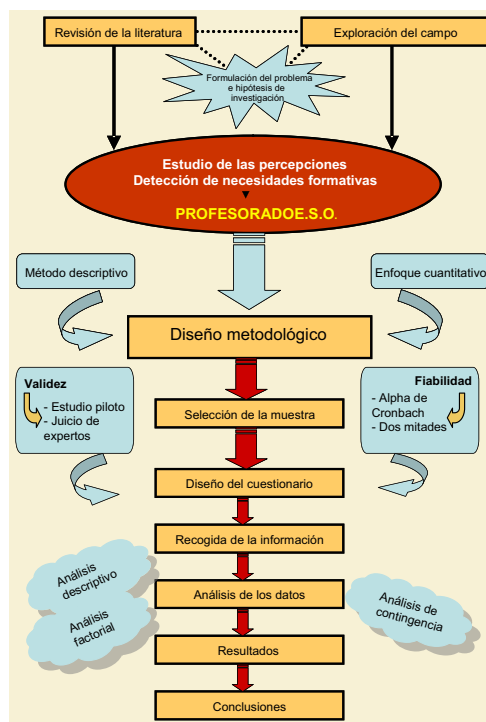 Revisión de la literatura
Exploración del campo
Formulación del problema
e hipótesis de
investigación
Estudio de las percepciones
Detección de necesidades formativas
PROFESORADOE.S.O.
Método descriptivo
Enfoque cuantitativo
Diseño metodológico
Validez
- Estudio piloto
- Juicio de
expertos
Fiabilidad
- Alpha de
Cronbach
- Dos mitades
Selección de la muestra
Diseño del cuestionario
Recogida de la información
Análisis
descriptivo
Análisis
factorial
Análisis de los datos
Análisis de
contingencia
Resultados
Conclusiones